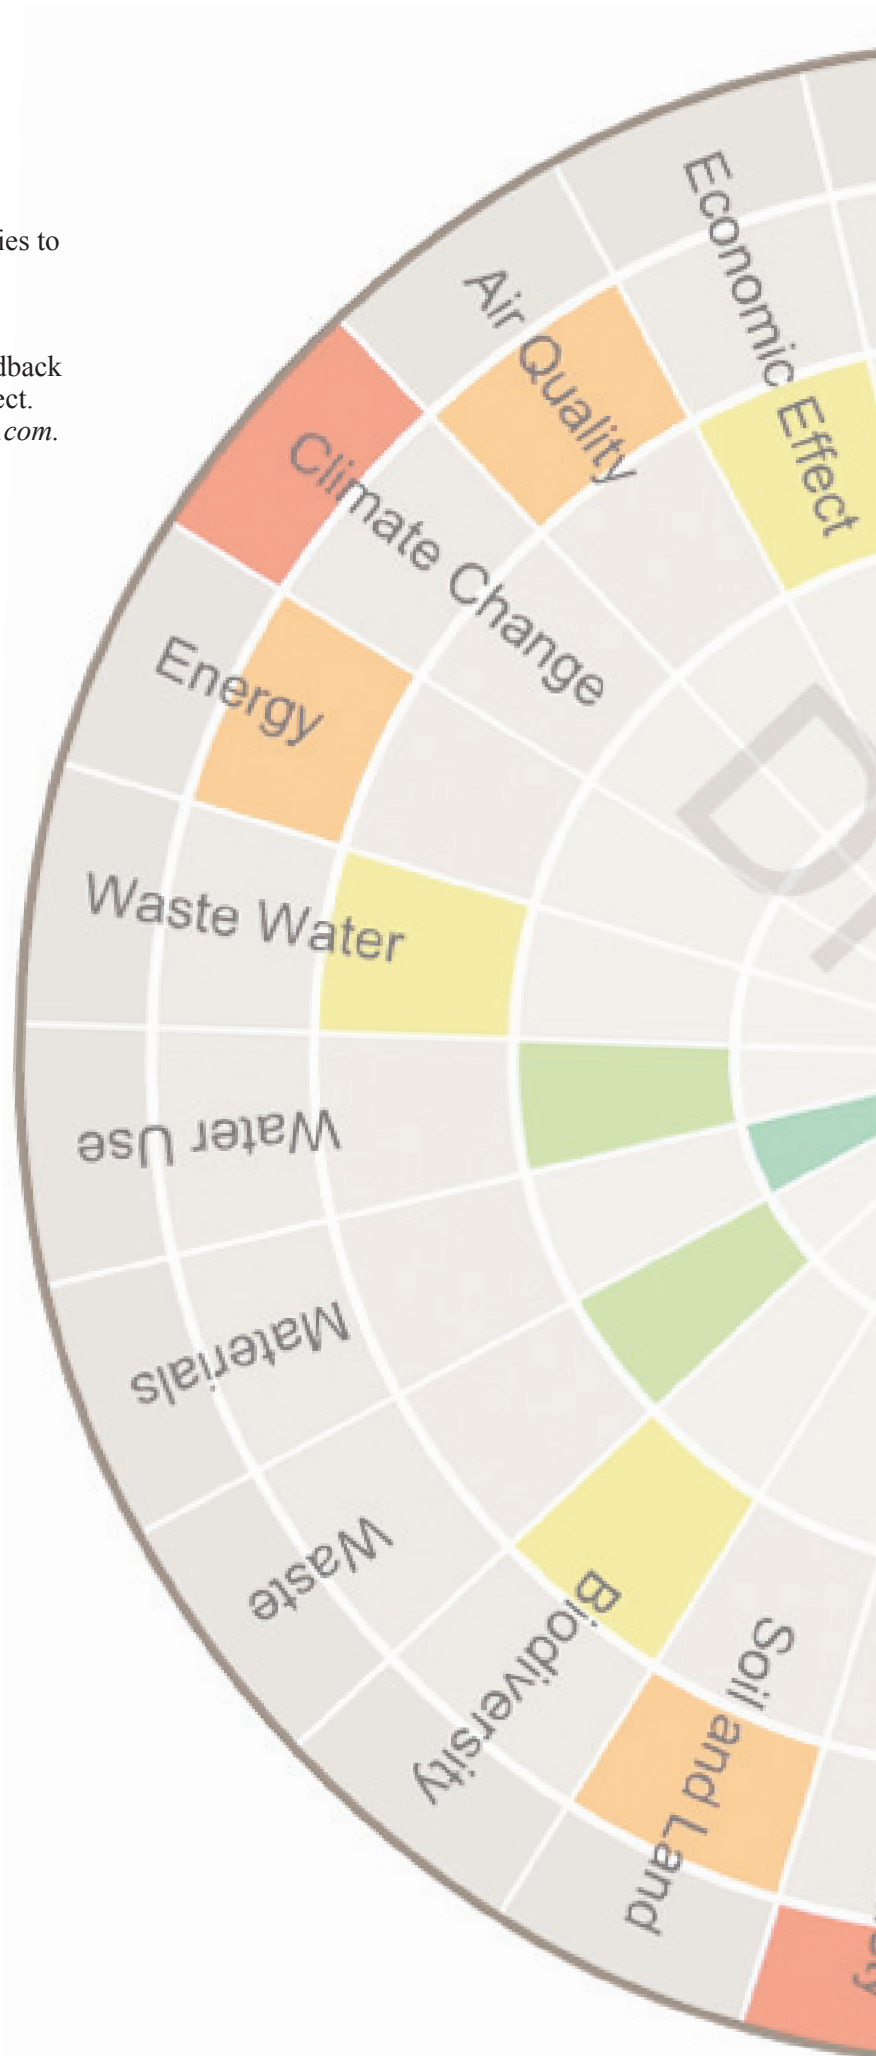 ies to
dback
ect.
.com.
Economic Effect
Air Quality
Climate Change
Energy
Waste Water
Water Use
Materials
Waste
Biodiversity
Soil and Land